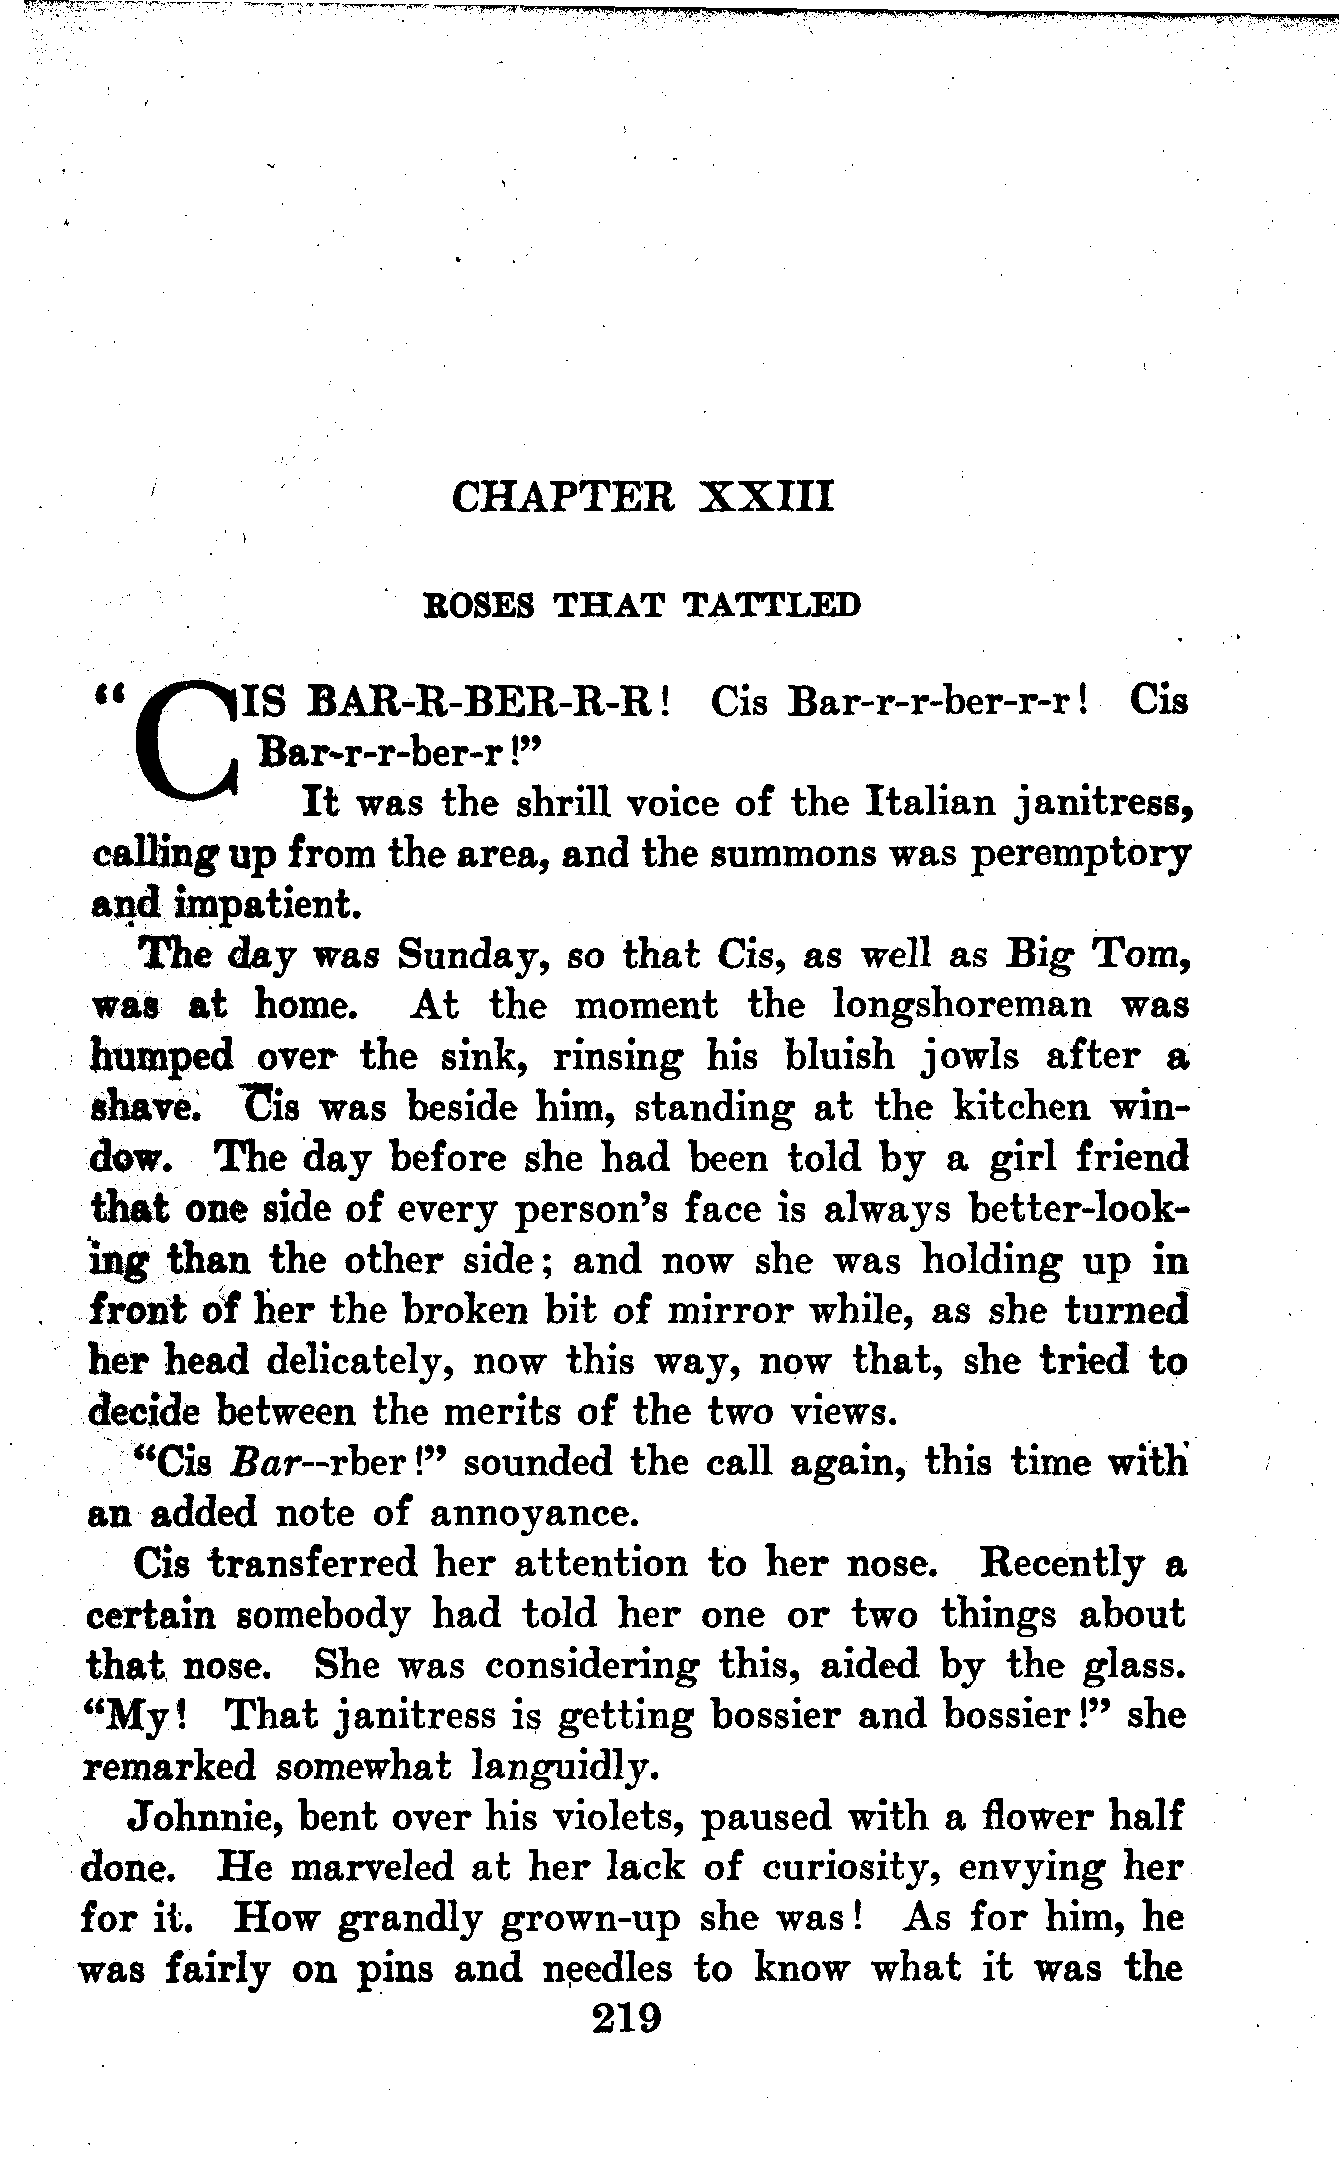 CHAPTER XXIII
ROSES THAT TATTLED
"CIS BAR-R-BER-R-R! Cis Bar-r-r-ber-r-r! Cis
Bar-r-r-ber-r!"
It was the shrill voice of the Italian janitress,
calling up from the area, and the summons was peremptory
and impatient.
The day was Sunday, so that Cis, as well as Big Tom,
was at home. At the moment the longshoreman was
humped over the sink, rinsing his bluish jowls after a
shave. Cis was beside him, standing at the kitchen win-
dow. The day before she had been told by a girl friend
that one side of every person's face is always better-look-
ing than the other side; and now she was holding up in
front of her the broken bit of mirror while, as she turned
her head delicately, now this way, now that, she tried to
decide between the merits of the two views.
"Cis Bar--rber!" sounded the call again, this time with
an added note of annoyance.
Cis transferred her attention to her nose. Recently a
certain somebody had told her one or two things about
that nose. She was considering this, aided by the glass.
"My! That janitress is getting bossier and bossier!" she
remarked somewhat languidly.
Johnnie, bent over his violets, paused with a flower half
done. He marveled at her lack of curiosity, envying her
for it. How grandly grown-up she was! As for him, he
was fairly on pins and needles to know what it was the
219